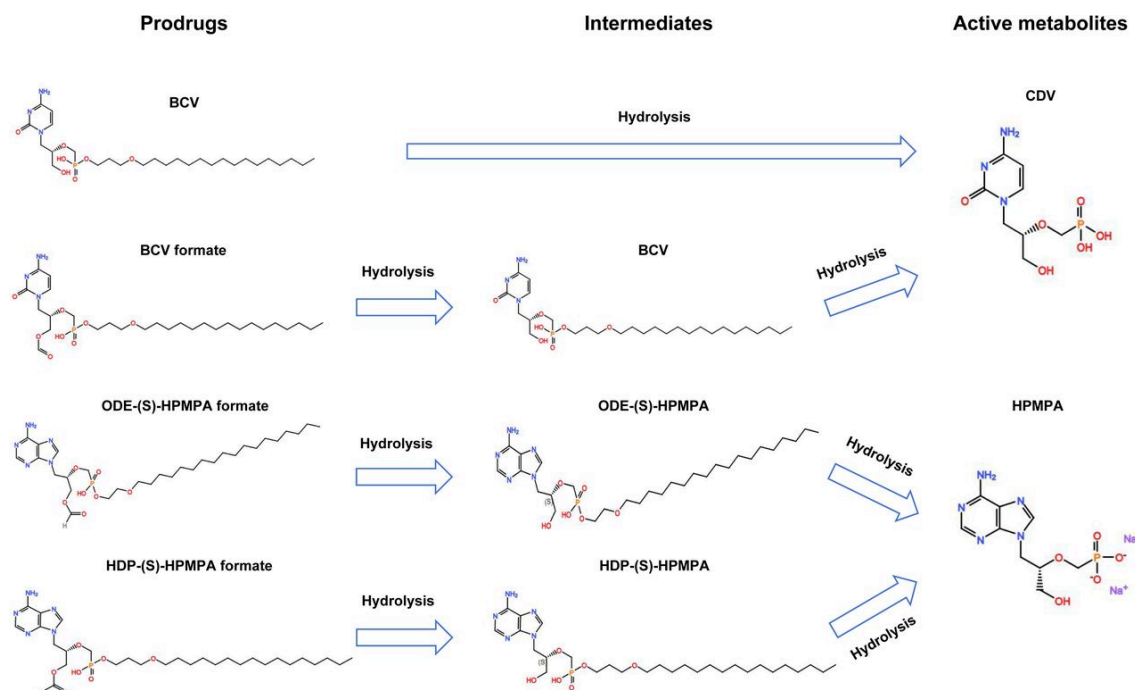 Prodrugs
Intermediates
Active metabolites
BCV
Hydrolysis
CDV
BCV formate
Hydrolysis
BCV
Hydrolysis
ODE-(S)-HPMPA formate
Hydrolysis
ODE-(S)-HPMPA
Hydrolysis
HPMPA
HDP-(S)-HPMPA formate
Hydrolysis
HDP-(S)-HPMPA
Hydrolysis